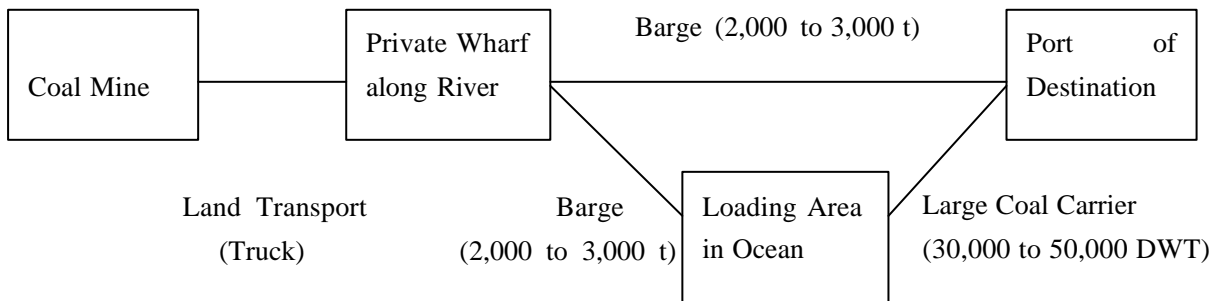 Coal Mine
Private Wharf
along River
Barge (2,000 to 3,000 t)
Port of
Destination
Land Transport
(Truck)
Barge
(2,000 to 3,000 t)
Loading Area
in Ocean
Large Coal Carrier
(30,000 to 50,000 DWT)